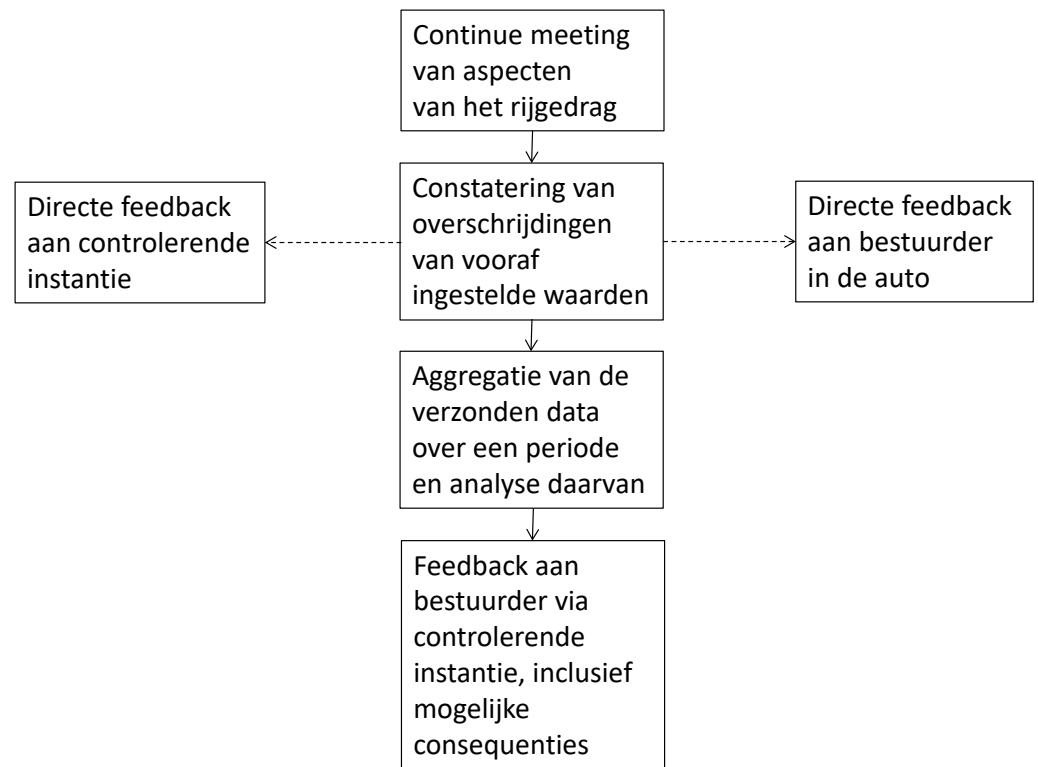 Continue meeting
van aspecten
van het rijgedrag
Directe feedback
aan controlerende
instantie
Constatering van
overschrijdingen
van vooraf
ingestelde waarden
Directe feedback
aan bestuurder
in de auto
Aggregatie van de
verzonden data
over een periode
en analyse daarvan
Feedback aan
bestuurder via
controlerende
instantie, inclusief
mogelijke
consequenties